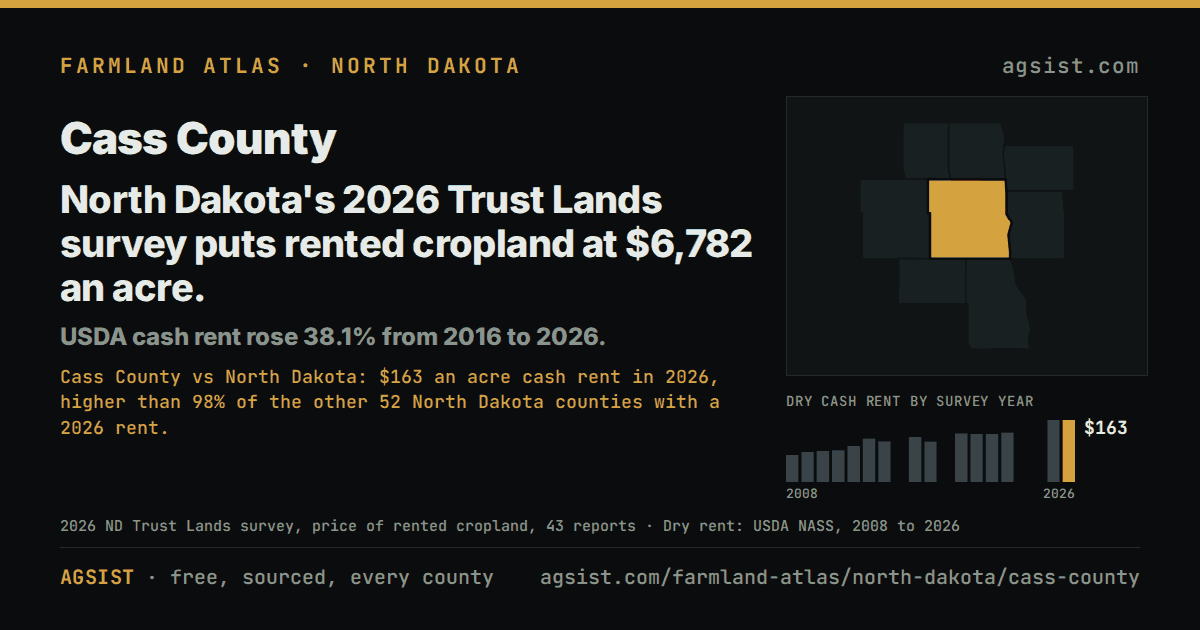 FARMLAND ATLAS · NORTH DAKOTA
agsist.com
Cass County
North Dakota's 2026 Trust Lands
survey puts rented cropland at $6,782
an acre.
USDA cash rent rose 38.1% from 2016 to 2026.
Cass County vs North Dakota: $163 an acre cash rent in 2026,
higher than 98% of the other 52 North Dakota counties with a
2026 rent.
DRY CASH RENT BY SURVEY YEAR
$163
2008
2026
2026 ND Trust Lands survey, price of rented cropland, 43 reports · Dry rent: USDA NASS, 2008 to 2026
AGSIST · free, sourced, every county
agsist.com/farmland-atlas/north-dakota/cass-county